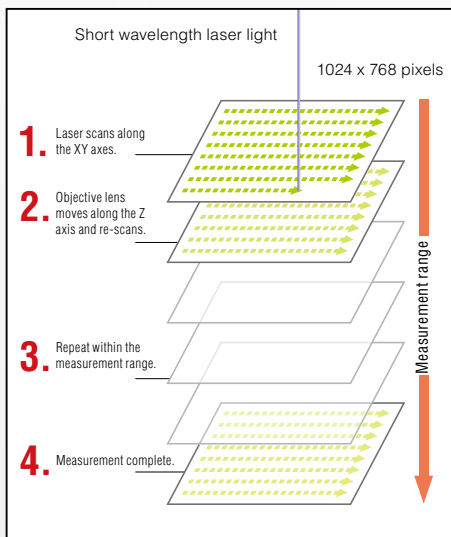 Short wavelength laser light
1024 x 768 pixels
1.
Laser scans along
the XY axes.
2.
Objective lens
moves along the Z
axis and re-scans.
3.
Repeat within the
measurement range.
4.
Measurement complete.
Measurement range